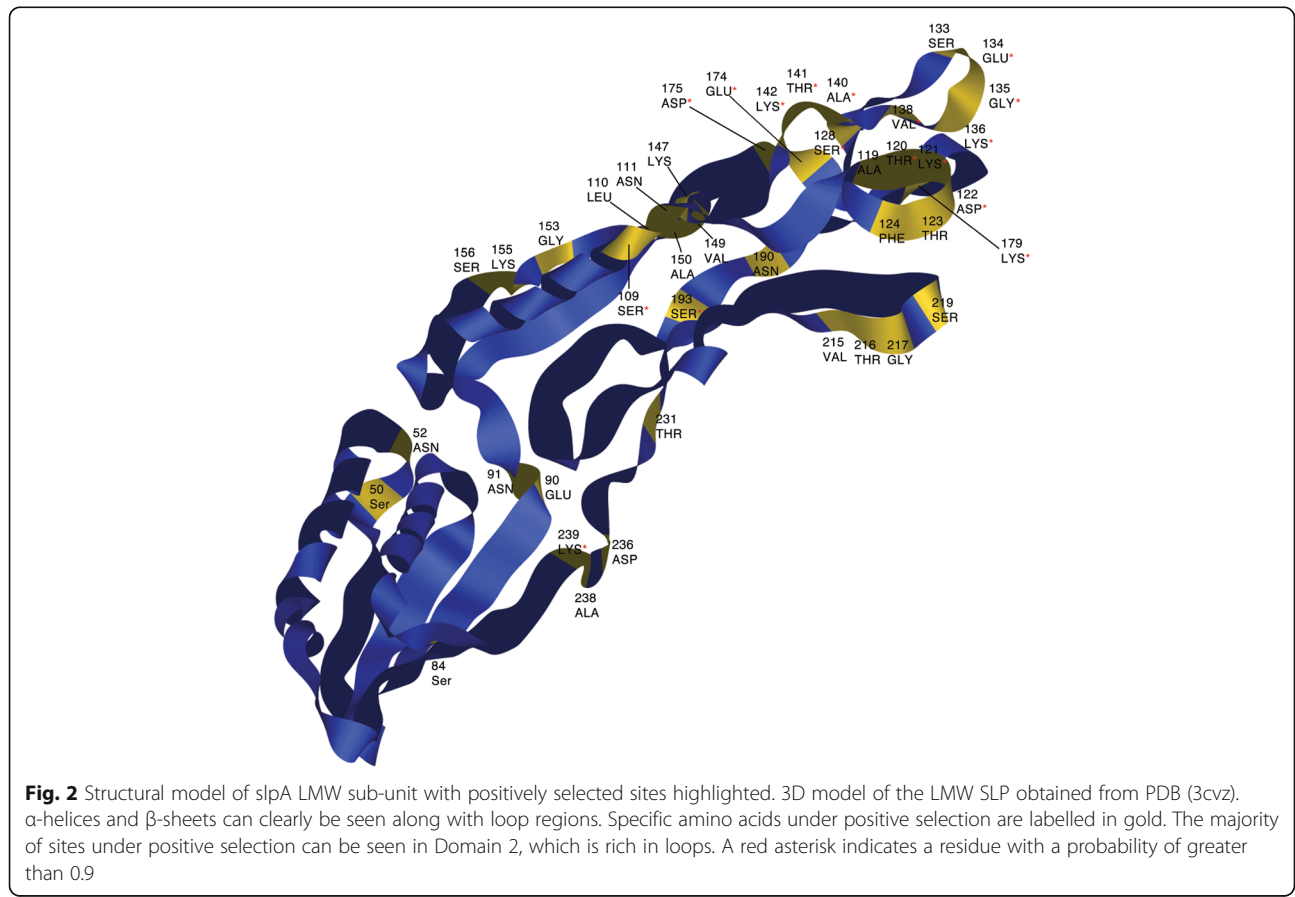 133
SER
134
GLU*
135
GLY*
136
LYS*
141
THR*
140
ALA*
174
GLU*
142
LYS*
175
ASP*
138
VAL*
128
SER*
119
ALA
120
THR*
121
LYS*
122
ASP*
124
PHE
123
THR
179
LYS*
147
LYS
111
ASN
110
LEU
153
GLY
155
LYS
156
SER
149
VAL
150
ALA
109
SER*
190
ASN
193
SER*
219
SER
215
VAL
216
THR
217
GLY
231
THR
52
ASN
50
Ser
91
ASN
90
GLU
239
LYS*
236
ASP
238
ALA
84
Ser
Fig. 2 Structural model of slpA LMW sub-unit with positively selected sites highlighted. 3D model of the LMW SLP obtained from PDB (3cvz).
α-helices and β-sheets can clearly be seen along with loop regions. Specific amino acids under positive selection are labelled in gold. The majority
of sites under positive selection can be seen in Domain 2, which is rich in loops. A red asterisk indicates a residue with a probability of greater
than 0.9